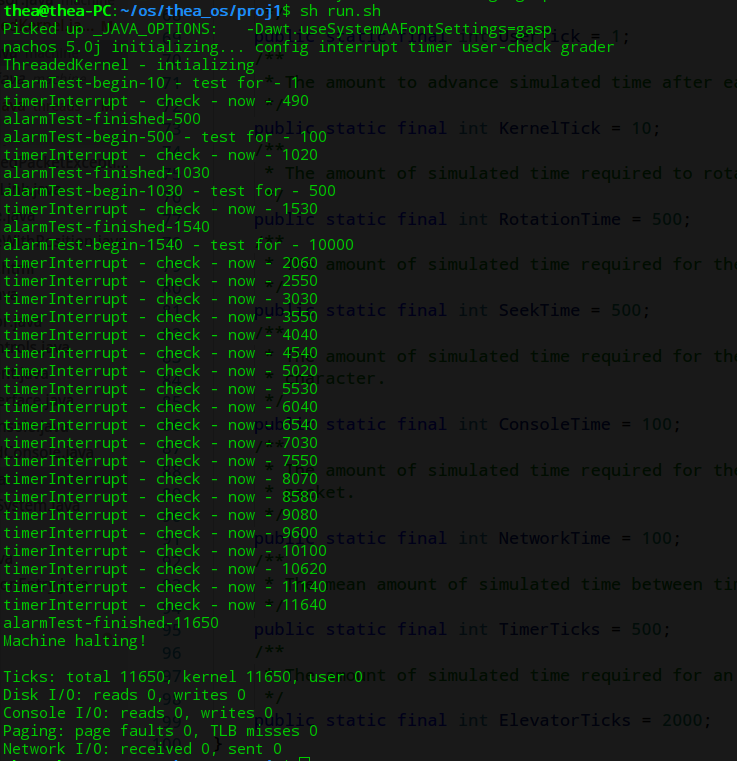 thea@thea-PC:~/os/thea_os/proj1$ sh run.sh
Picked up _JAVA_OPTIONS:   -Dawt.useSystemAAFontSettings=gasp
nachos 5.0j initializing... config interrupt timer user-check grader
ThreadedKernel - intializing
alarmTest-begin-10 - test for - 1
timerInterrupt - check - now - 490
alarmTest-finished-500
alarmTest-begin-500 - test for - 100
timerInterrupt - check - now - 1020
alarmTest-finished-1030
alarmTest-begin-1030 - test for - 500
timerInterrupt - check - now - 1530
alarmTest-finished-1540
alarmTest-begin-1540 - test for - 10000
timerInterrupt - check - now - 2060
timerInterrupt - check - now - 2550
timerInterrupt - check - now - 3030
timerInterrupt - check - now - 3550
timerInterrupt - check - now - 4040
timerInterrupt - check - now - 4540
timerInterrupt - check - now - 5020
timerInterrupt - check - now - 5530
timerInterrupt - check - now - 6040
timerInterrupt - check - now - 6540
timerInterrupt - check - now - 7030
timerInterrupt - check - now - 7550
timerInterrupt - check - now - 8070
timerInterrupt - check - now - 8580
timerInterrupt - check - now - 9080
timerInterrupt - check - now - 9600
timerInterrupt - check - now - 10100
timerInterrupt - check - now - 10620
timerInterrupt - check - now - 11140
timerInterrupt - check - now - 11640
alarmTest-finished-11650
Machine halting!
Ticks: total 11650, kernel 11650, user 0
Disk I/O: reads 0, writes 0
Console I/O: reads 0, writes 0
Paging: page faults 0, TLB misses 0
Network I/O: received 0, sent 0
/**
The amount to advance simulated time after
public static final int KernelTick = 10;
/**
* The amount of simulated time required to
public static final int RotationTime = 500;
amount of simulated time required for the
public static final int SeekTime = 500;
/**
amount of simulated time required for the
character.
*/
public static final int ConsoleTime = 100;
/**
amount of simulated time required for the
public static final int NetworkTime = 100;
/**
mean amount of simulated time between
*/
95
public static final int TimerTicks = 500;
96
/**
amount of simulated time required for an
*/
public static final int ElevatorTicks = 2000;
}